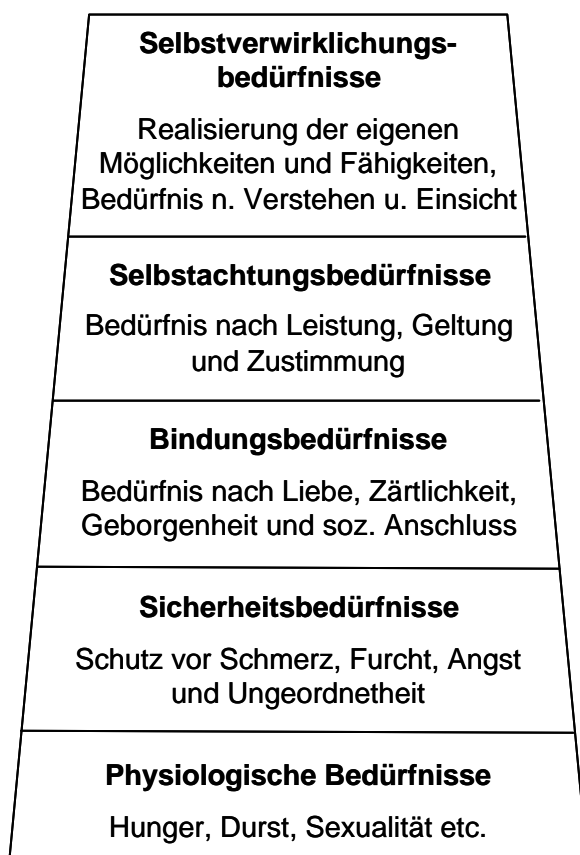 Selbstverwirklichungs-
bedürfnisse
Realisierung der eigenen
Möglichkeiten und Fähigkeiten,
Bedürfnis n. Verstehen u. Einsicht
Selbstachtungsbedürfnisse
Bedürfnis nach Leistung, Geltung
und Zustimmung
Bindungsbedürfnisse
Bedürfnis nach Liebe, Zärtlichkeit,
Geborgenheit und soz. Anschluss
Sicherheitsbedürfnisse
Schutz vor Schmerz, Furcht, Angst
und Ungeordnetheit
Physiologische Bedürfnisse
Hunger, Durst, Sexualität etc.